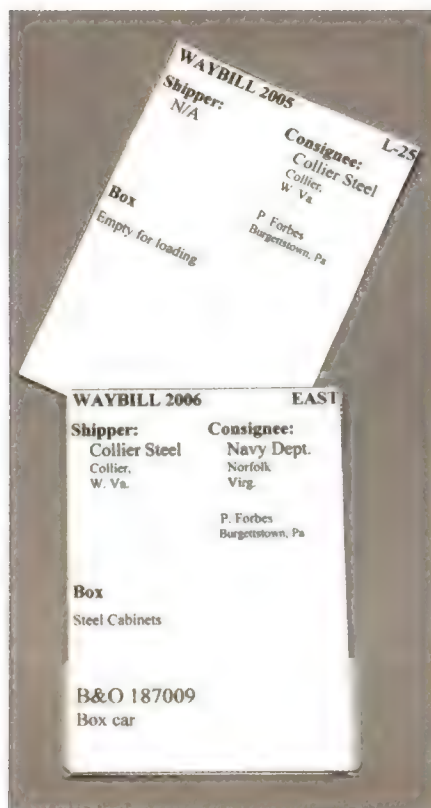 WAYBILL 2005 L-25
Shipper: Consignee:
N/A Collier Steel
Collier,
W. Va.
P. Forbes
Burgettstown, Pa
Box
Empty for loading
WAYBILL 2006 EAST
Shipper: Consignee:
Collier Steel Navy Dept.
Collier, Norfolk
W. Va. Virg.
P. Forbes
Burgettstown, Pa
Box
Steel Cabinets
B&O 187009
Box car